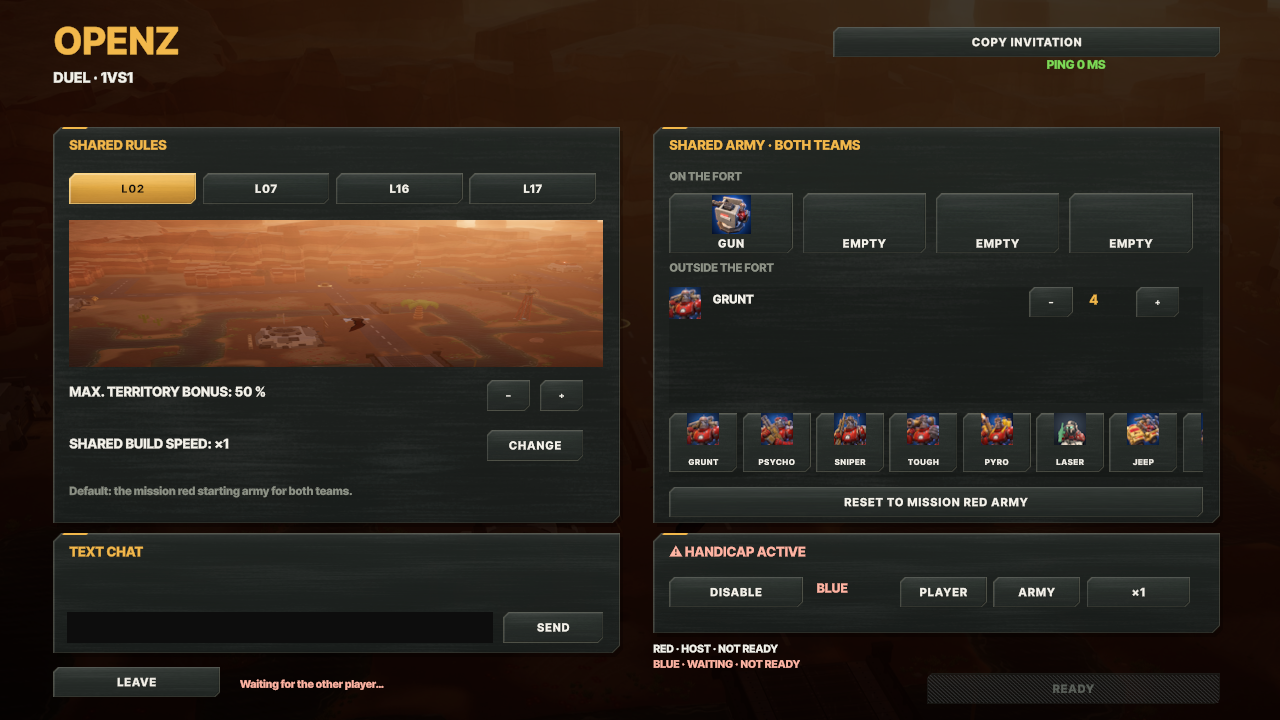 OPENZ
DUEL · 1VS1
COPY INVITATION
PING 0 MS
SHARED RULES
L02 L07 L16 L17
MAX. TERRITORY BONUS: 50 % - +
SHARED BUILD SPEED: ×1 CHANGE
Default: the mission red starting army for both teams.
SHARED ARMY · BOTH TEAMS
ON THE FORT
GUN EMPTY EMPTY EMPTY
OUTSIDE THE FORT
GRUNT - 4 +
GRUNT PSYCHO SNIPER TOUGH PYRO LASER JEEP
RESET TO MISSION RED ARMY
TEXT CHAT
SEND
⚠ HANDICAP ACTIVE
DISABLE BLUE PLAYER ARMY ×1
RED · HOST · NOT READY
BLUE · WAITING · NOT READY
LEAVE Waiting for the other player...
READY